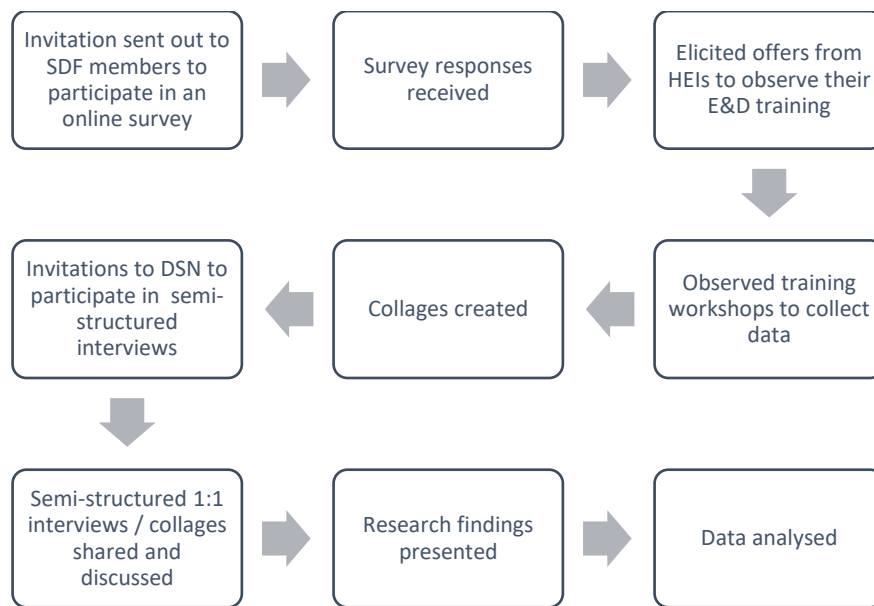 Invitation sent out to
SDF members to
participate in an
online survey
Survey responses
received
Elicited offers from
HEIs to observe their
E&D training
Observed training
workshops to collect
data
Collages created
Invitations to DSN to
participate in semi-
structured
interviews
Semi-structured 1:1
interviews / collages
shared and
discussed
Research findings
presented
Data analysed